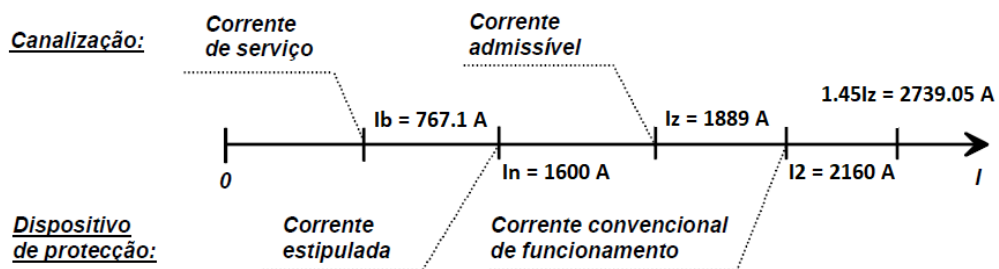 Canalização:
Corrente
de serviço
Corrente
admissível
1.45Iz = 2739.05 A
Ib = 767.1 A
Iz = 1889 A
0
In = 1600 A
I2 = 2160 A
I
Dispositivo
de protecção:
Corrente
estipulada
Corrente convencional
de funcionamento